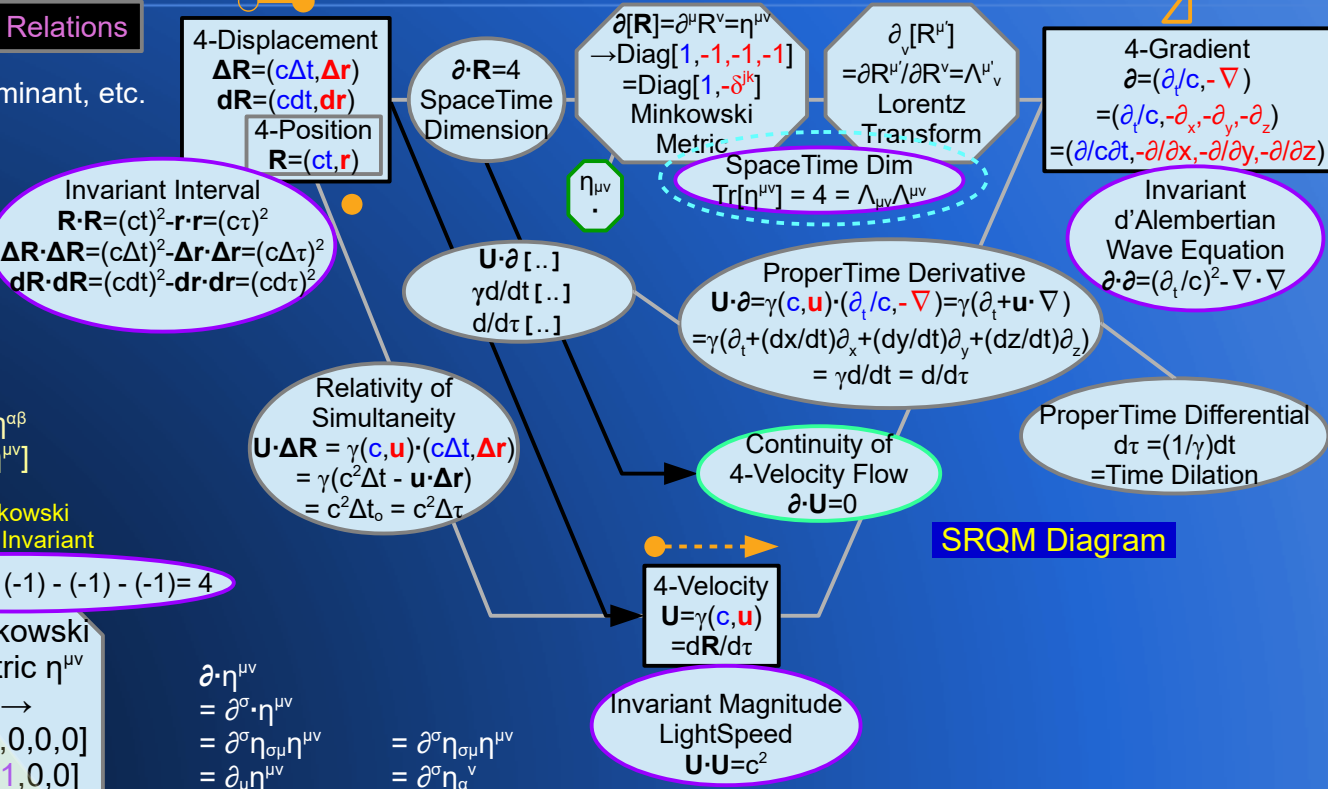 Relations
minant, etc.
4-Displacement
ΔR=(cΔt,Δr)
dR=(cdt,dr)
4-Position
R=(ct,r)
∂·R=4
SpaceTime
Dimension
∂[R]=∂^μR^ν=η^μν
→Diag[1,-1,-1,-1]
=Diag[1,-δ^jk]
Minkowski
Metric
∂_ν[R^μ']
=∂R^μ'/∂R^ν=Λ^μ'_ν
Lorentz
Transform
4-Gradient
∂=(∂_t/c,-∇)
=(∂_t/c,-∂_x,-∂_y,-∂_z)
=(∂/c∂t,-∂/∂x,-∂/∂y,-∂/∂z)
SpaceTime Dim
Tr[η^μν] = 4 = Λ_μνΛ^μν
η_μν
·
Invariant Interval
R·R=(ct)²-r·r=(cτ)²
ΔR·ΔR=(cΔt)²-Δr·Δr=(cΔτ)²
dR·dR=(cdt)²-dr·dr=(cdτ)²
Invariant
d'Alembertian
Wave Equation
∂·∂=(∂_t/c)²-∇·∇
U·∂[..]
γd/dt[..]
d/dτ[..]
ProperTime Derivative
U·∂=γ(c,u)·(∂_t/c,-∇)=γ(∂_t+u·∇)
=γ(∂_t+(dx/dt)∂_x+(dy/dt)∂_y+(dz/dt)∂_z)
= γd/dt = d/dτ
Relativity of
Simultaneity
U·ΔR = γ(c,u)·(cΔt,Δr)
= γ(c²Δt - u·Δr)
= c²Δt_o = c²Δτ
ProperTime Differential
dτ =(1/γ)dt
=Time Dilation
Continuity of
4-Velocity Flow
∂·U=0
η^αβ
μν]
kowski
Invariant
(-1) - (-1) - (-1)= 4
SRQM Diagram
4-Velocity
U=γ(c,u)
=dR/dτ
Invariant Magnitude
LightSpeed
U·U=c²
kowski
tric η^μν
→
,0,0,0]
1,0,0]
∂·η^μν
= ∂^σ·η^μν
= ∂^ση_σμη^μν = ∂^ση_σμη^μν
= ∂_μη^μν = ∂^ση_α^ν